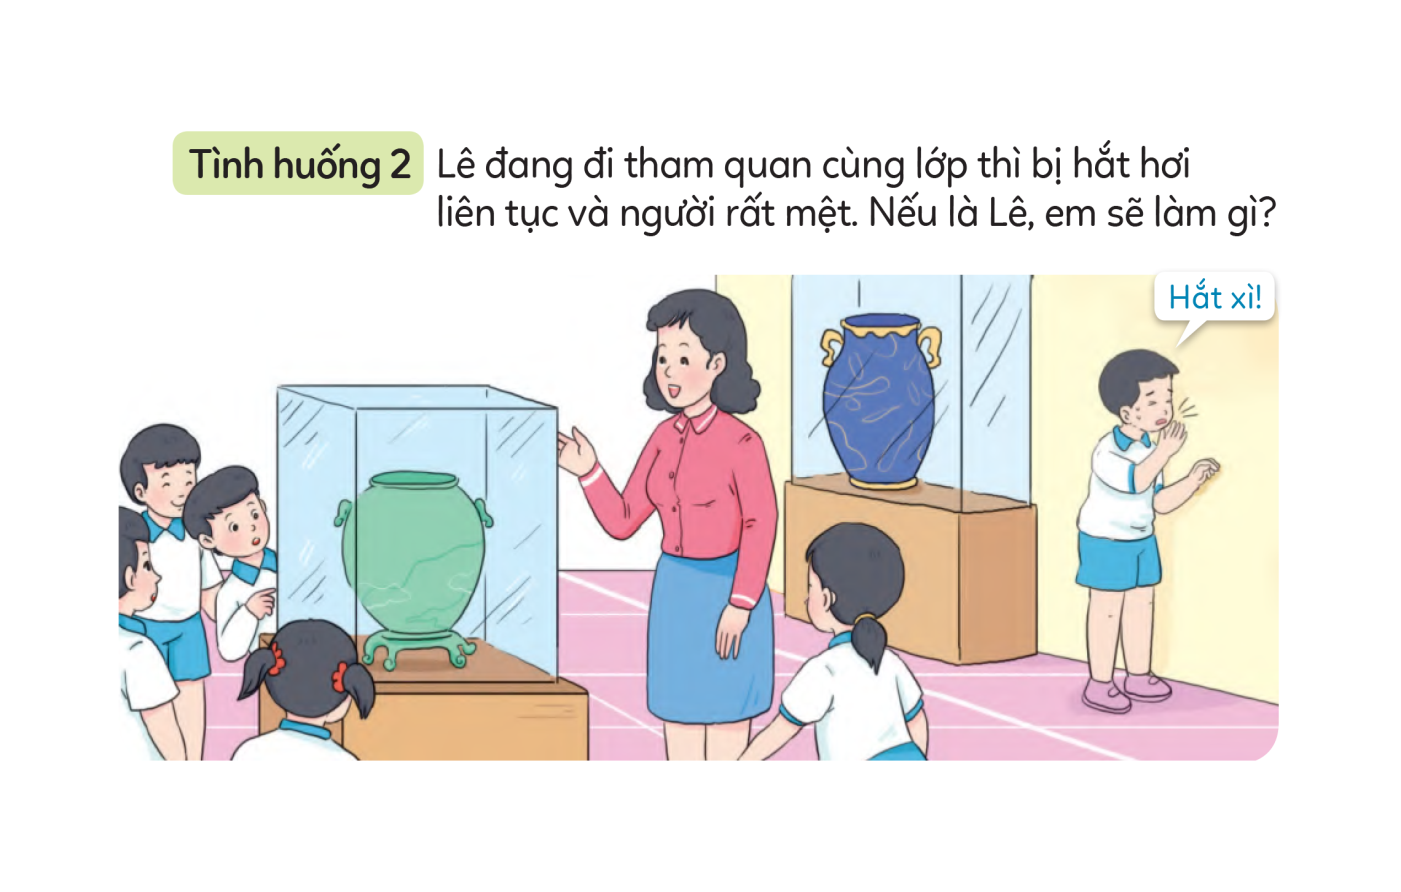 Tình huống 2 Lê đang đi tham quan cùng lớp thì bị hắt hơi
liên tục và người rất mệt. Nếu là Lê, em sẽ làm gì?
Hắt xì!